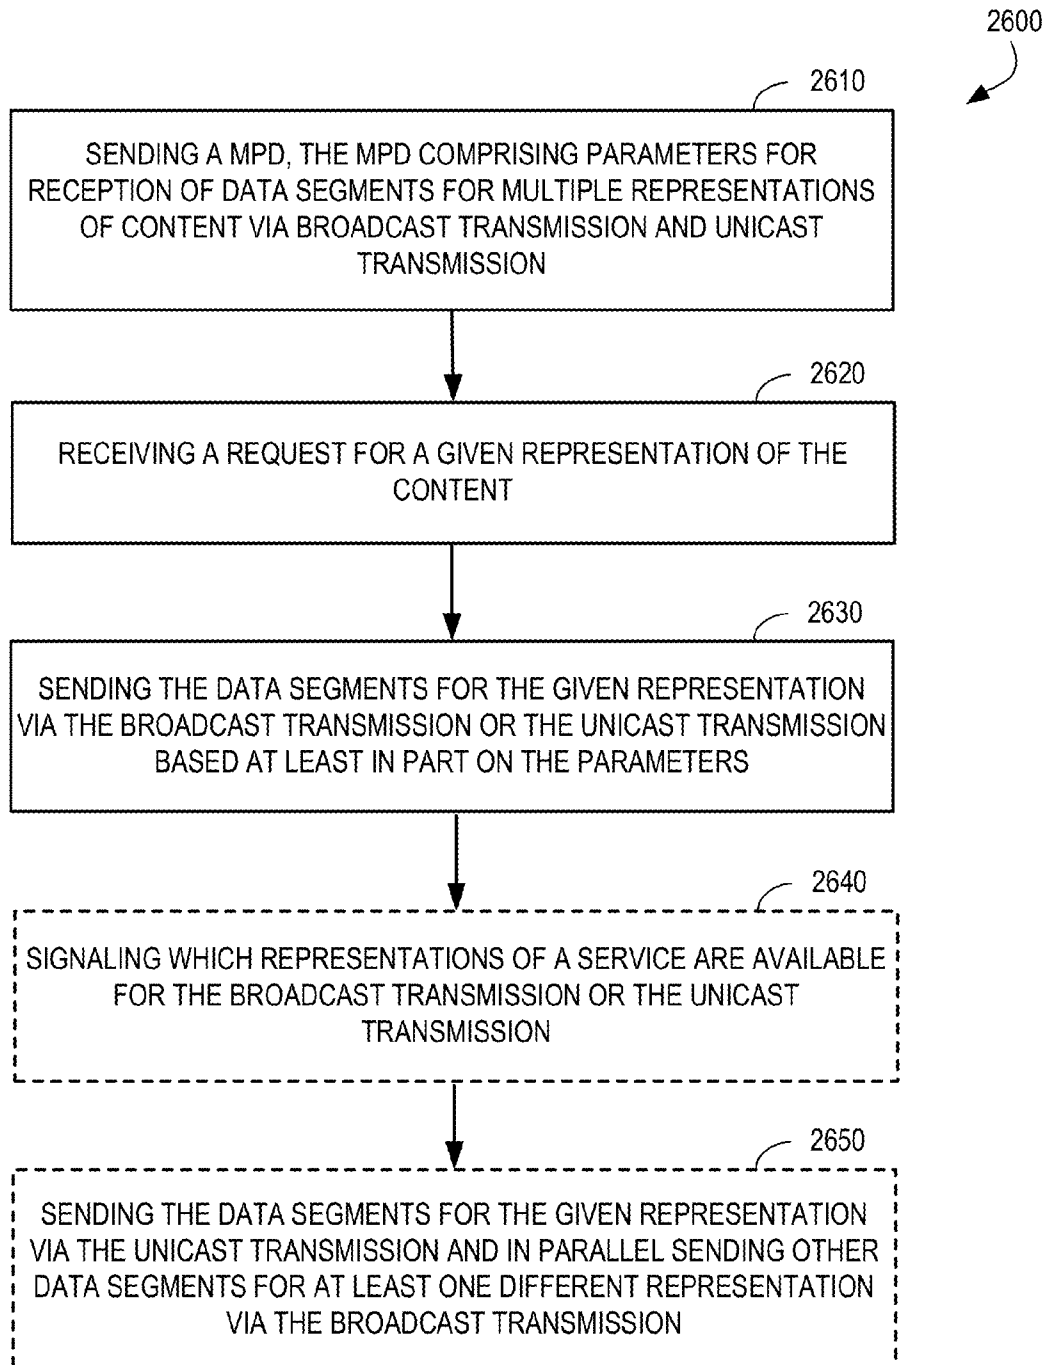 2600
2610
SENDING A MPD, THE MPD COMPRISING PARAMETERS FOR
RECEPTION OF DATA SEGMENTS FOR MULTIPLE REPRESENTATIONS
OF CONTENT VIA BROADCAST TRANSMISSION AND UNICAST
TRANSMISSION
2620
RECEIVING A REQUEST FOR A GIVEN REPRESENTATION OF THE
CONTENT
2630
SENDING THE DATA SEGMENTS FOR THE GIVEN REPRESENTATION
VIA THE BROADCAST TRANSMISSION OR THE UNICAST TRANSMISSION
BASED AT LEAST IN PART ON THE PARAMETERS
2640
SIGNALING WHICH REPRESENTATIONS OF A SERVICE ARE AVAILABLE
FOR THE BROADCAST TRANSMISSION OR THE UNICAST
TRANSMISSION
2650
SENDING THE DATA SEGMENTS FOR THE GIVEN REPRESENTATION
VIA THE UNICAST TRANSMISSION AND IN PARALLEL SENDING OTHER
DATA SEGMENTS FOR AT LEAST ONE DIFFERENT REPRESENTATION
VIA THE BROADCAST TRANSMISSION